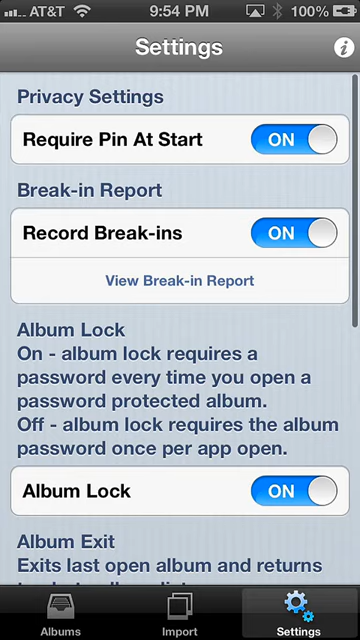 AT&T 9:54 PM 100%
Settings
Privacy Settings
Require Pin At Start ON
Break-in Report
Record Break-ins ON
View Break-in Report
Album Lock
On - album lock requires a
password every time you open a
password protected album.
Off - album lock requires the album
password once per app open.
Album Lock ON
Album Exit
Exits last open album and returns
Albums Import Settings